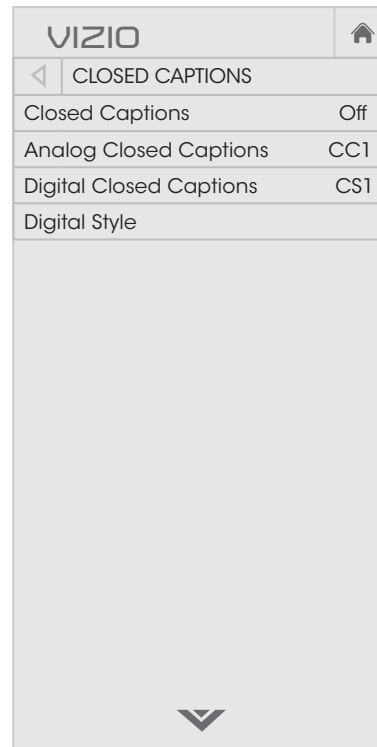 VIZIO
CLOSED CAPTIONS
Closed Captions Off
Analog Closed Captions CC1
Digital Closed Captions CS1
Digital Style